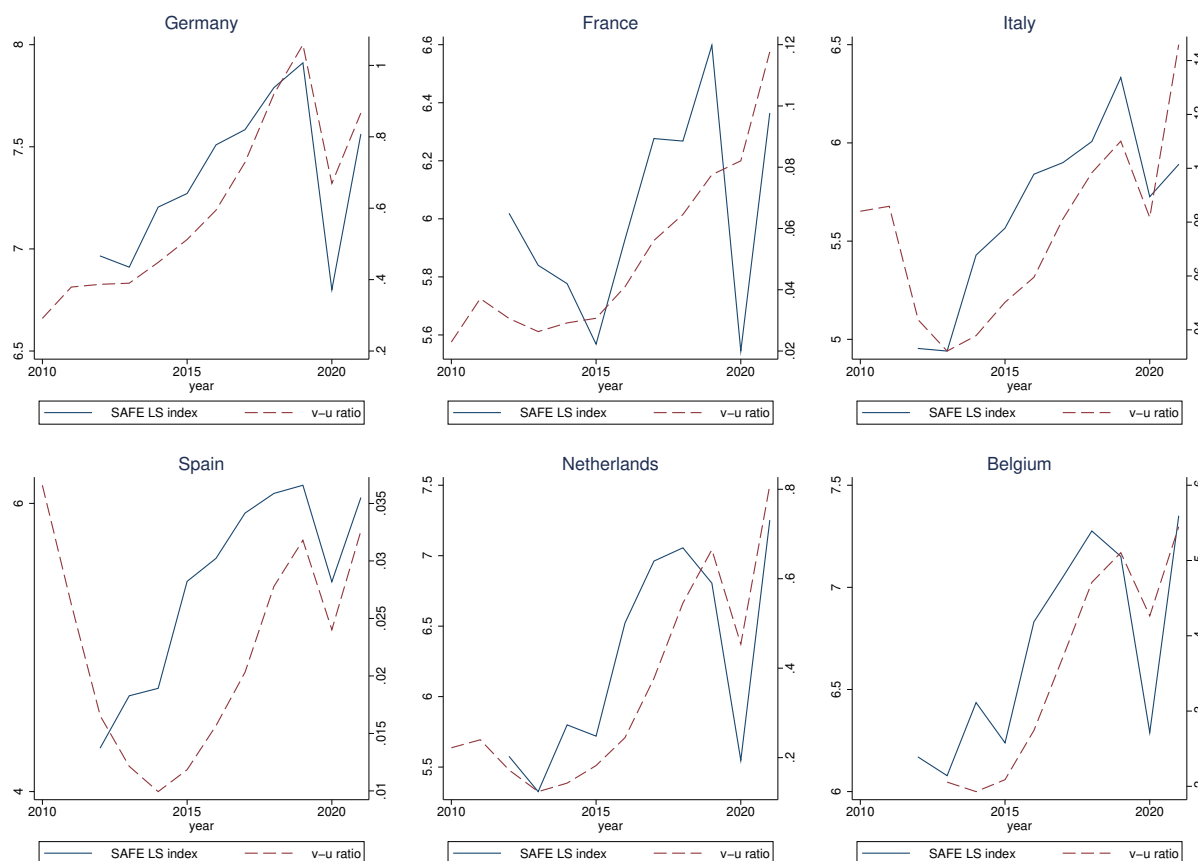 Germany
8
7.5
7
6.5
1
.8
.6
.4
.2
2010 2015 2020
year
SAFE LS index v−u ratio
France
6.6
6.4
6.2
6
5.8
5.6
.12
.1
.08
.06
.04
.02
2010 2015 2020
year
SAFE LS index v−u ratio
Italy
6.5
6
5.5
5
2010 2015 2020
year
SAFE LS index v−u ratio
Spain
6
4
.035
.03
.025
.02
.015
.01
2010 2015 2020
year
SAFE LS index v−u ratio
Netherlands
7.5
7
6.5
6
5.5
.8
.6
.4
.2
2010 2015 2020
year
SAFE LS index v−u ratio
Belgium
7.5
7
6.5
6
2010 2015 2020
year
SAFE LS index v−u ratio